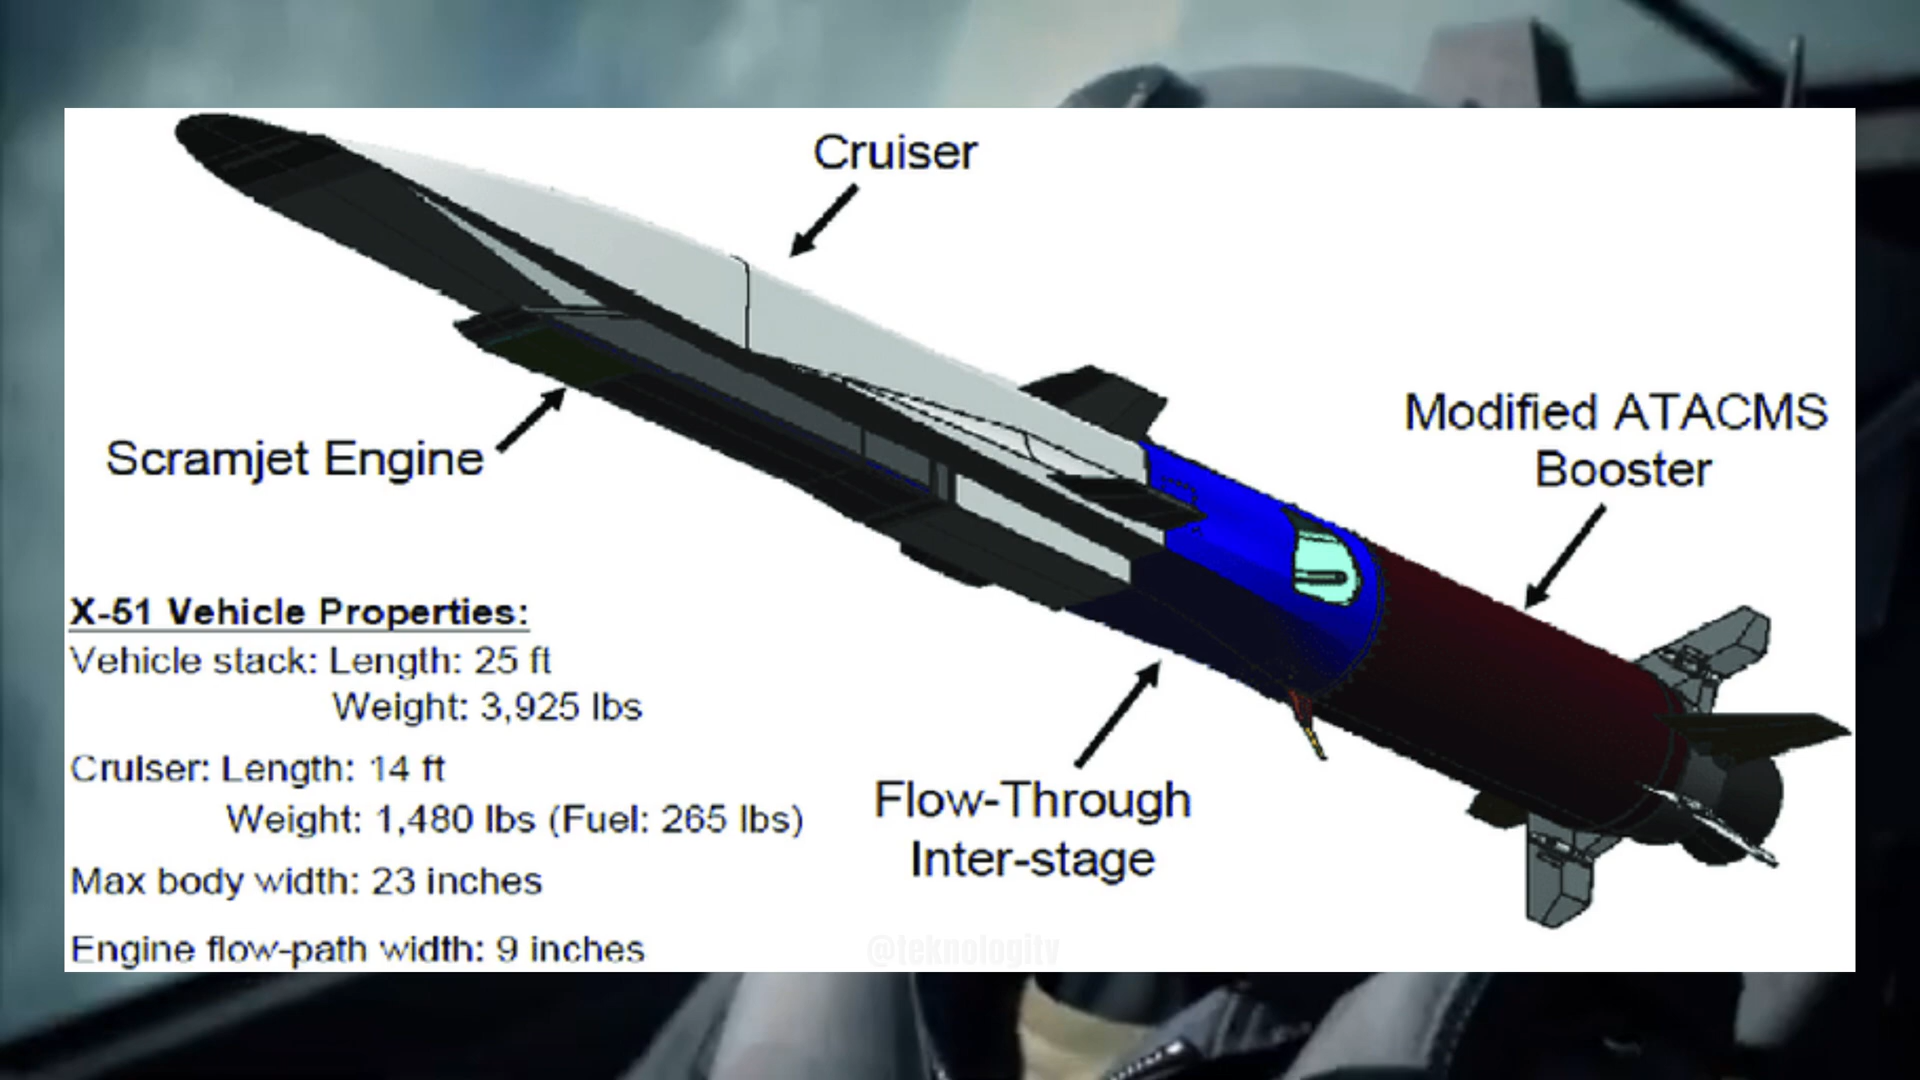 Cruiser
Modified ATACMS
Booster
Scramjet Engine
X-51 Vehicle Properties:
Vehicle stack: Length: 25 ft
Weight: 3,925 lbs
Cruiser: Length: 14 ft
Weight: 1,480 lbs (Fuel: 265 lbs)
Max body width: 23 inches
Engine flow-path width: 9 inches
Flow-Through
Inter-stage
@teknologitv